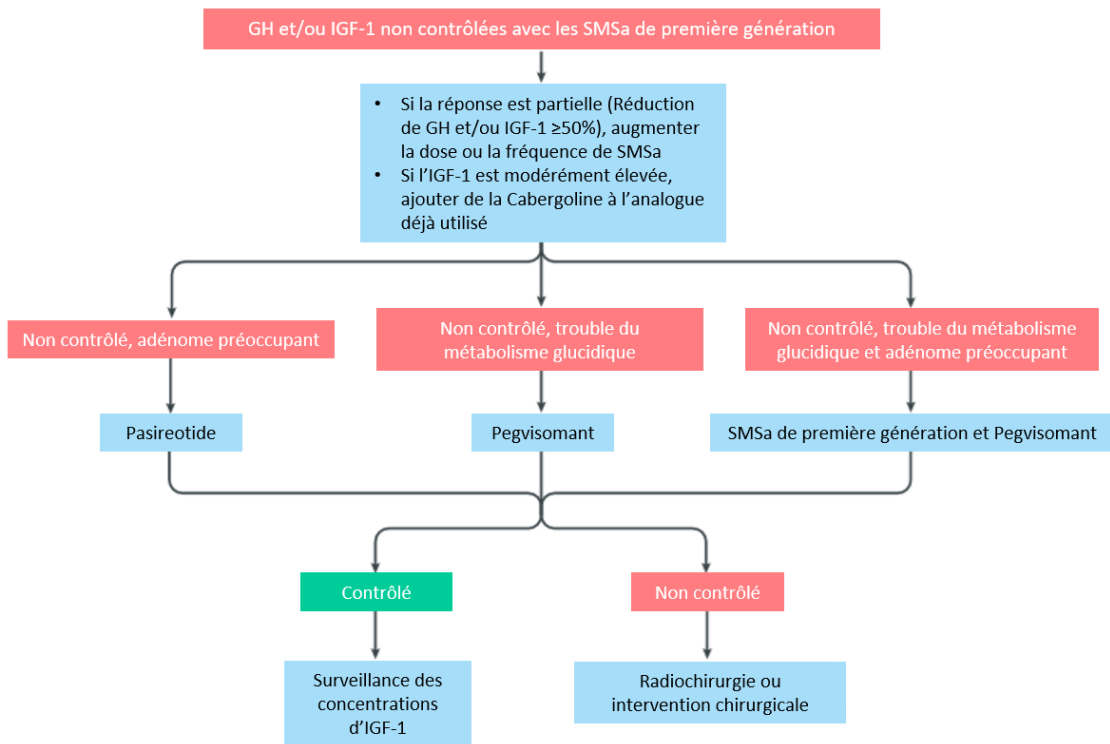 GH et/ou IGF-1 non contrôlées avec les SMSa de première génération
• Si la réponse est partielle (Réduction
de GH et/ou IGF-1 ≥50%), augmenter
la dose ou la fréquence de SMSa
• Si l’IGF-1 est modérément élevée,
ajouter de la Cabergoline à l’analogue
déjà utilisé
Non contrôlé, adénome préoccupant
Non contrôlé, trouble du
métabolisme glucidique
Non contrôlé, trouble du métabolisme
glucidique et adénome préoccupant
Pasireotide
Pegvisomant
SMSa de première génération et Pegvisomant
Contrôlé
Non contrôlé
Surveillance des
concentrations
d’IGF-1
Radiochirurgie ou
intervention chirurgicale